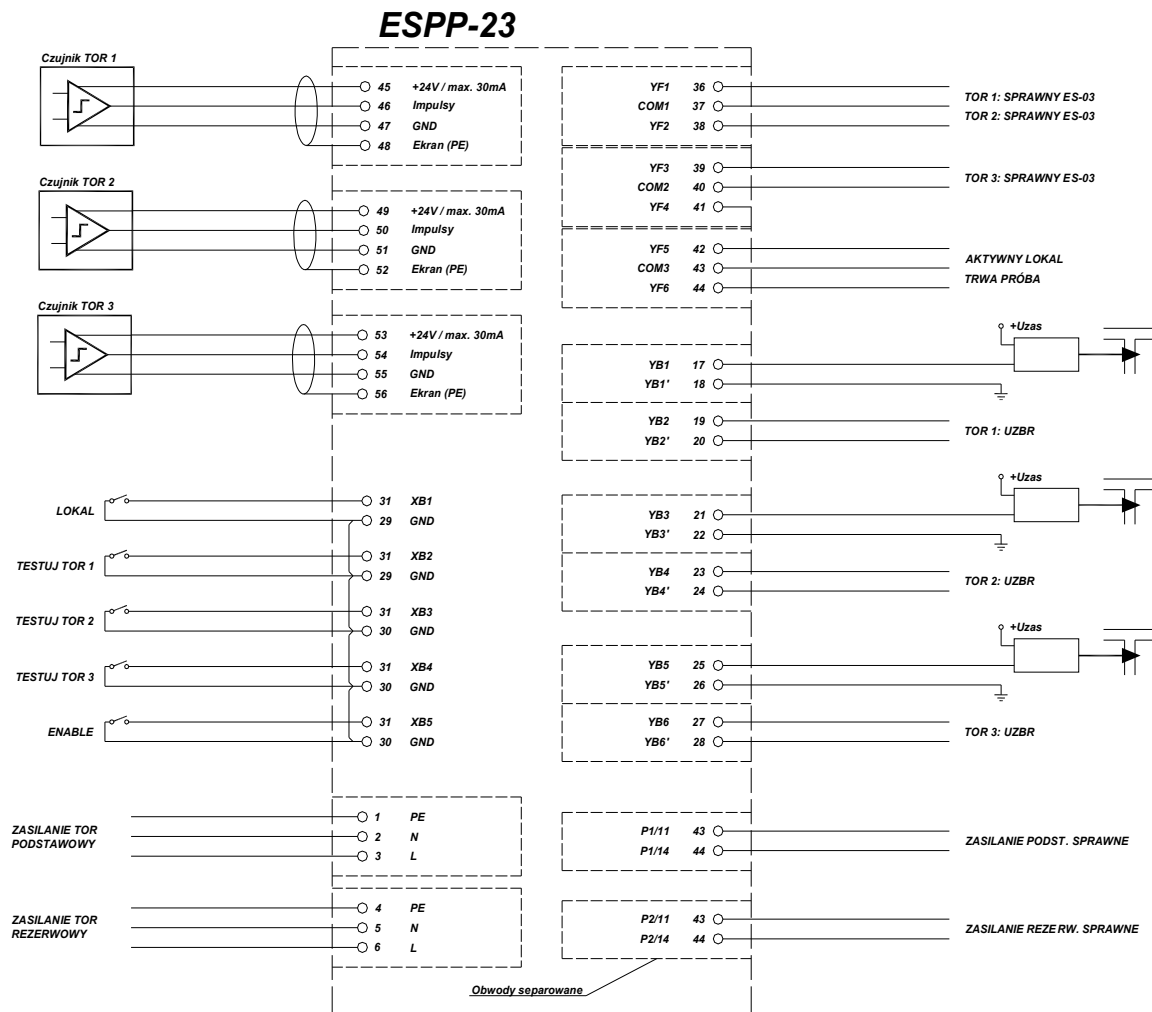 ESPP-23
Czujnik TOR 1
45 +24V / max. 30mA
46 Impulsy
47 GND
48 Ekran (PE)
Czujnik TOR 2
49 +24V / max. 30mA
50 Impulsy
51 GND
52 Ekran (PE)
Czujnik TOR 3
53 +24V / max. 30mA
54 Impulsy
55 GND
56 Ekran (PE)
LOKAL
31 XB1
29 GND
TESTUJ TOR 1
31 XB2
29 GND
TESTUJ TOR 2
31 XB3
30 GND
TESTUJ TOR 3
31 XB4
30 GND
ENABLE
31 XB5
30 GND
ZASILANIE TOR
PODSTAWOWY
1 PE
2 N
3 L
ZASILANIE TOR
REZERWOWY
4 PE
5 N
6 L
YF1 36
COM1 37
YF2 38
TOR 1: SPRAWNY ES-03
TOR 2: SPRAWNY ES-03
YF3 39
COM2 40
YF4 41
TOR 3: SPRAWNY ES-03
YF5 42
COM3 43
YF6 44
AKTYWNY LOKAL
TRWA PRÓBA
+Uzas
YB1 17
YB1' 18
YB2 19
YB2' 20
TOR 1: UZBR
+Uzas
YB3 21
YB3' 22
YB4 23
YB4' 24
TOR 2: UZBR
+Uzas
YB5 25
YB5' 26
YB6 27
YB6' 28
TOR 3: UZBR
P1/11 43
P1/14 44
ZASILANIE PODST. SPRAWNE
P2/11 43
P2/14 44
ZASILANIE REZERW. SPRAWNE
Obwody separowane